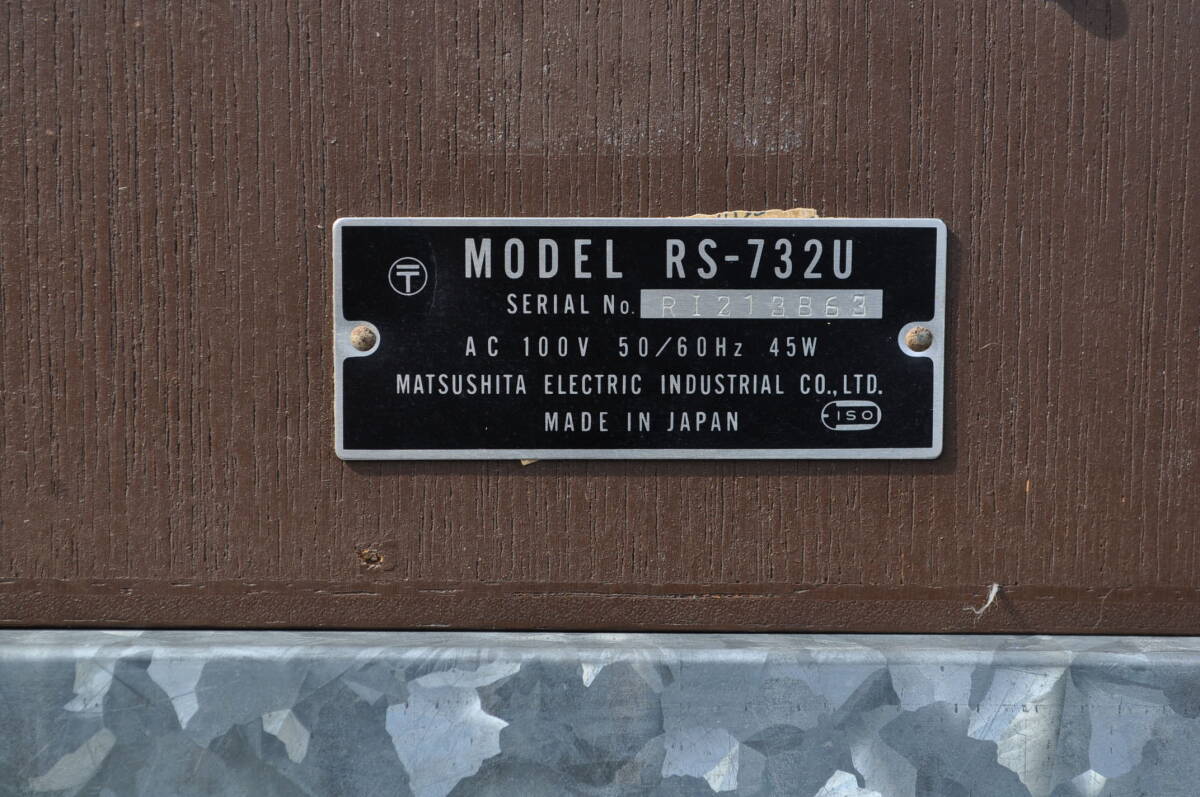 〒
MODEL RS-732U
SERIAL No. RI213B63
AC 100V 50/60Hz 45W
MATSUSHITA ELECTRIC INDUSTRIAL CO.,LTD.
MADE IN JAPAN
-ISO